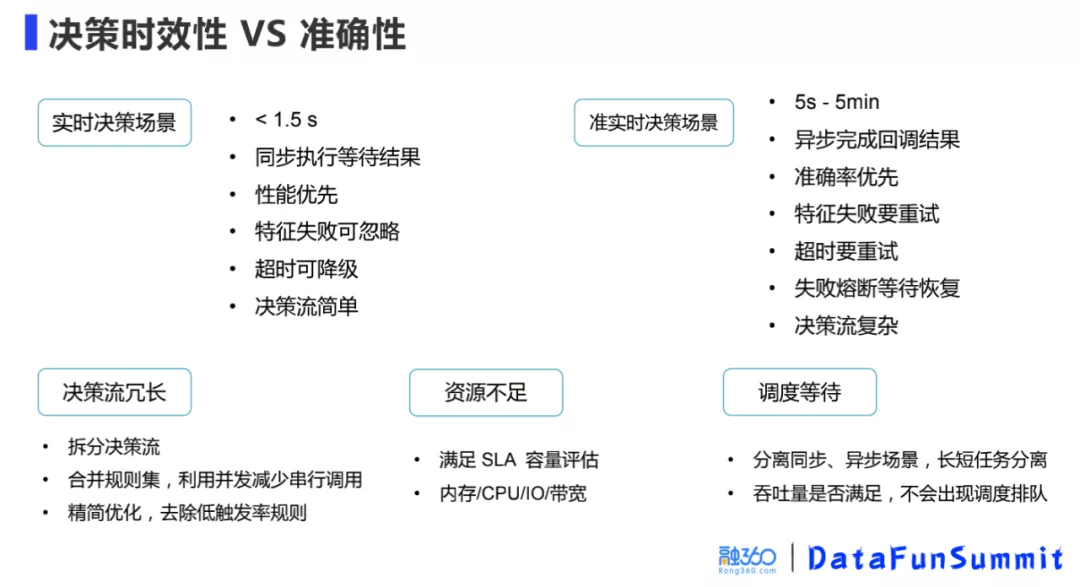 决策时效性 VS 准确性
实时决策场景
• < 1.5 s
• 同步执行等待结果
• 性能优先
• 特征失败可忽略
• 超时可降级
• 决策流简单
准实时决策场景
• 5s - 5min
• 异步完成回调结果
• 准确率优先
• 特征失败要重试
• 超时要重试
• 失败熔断等待恢复
• 决策流复杂
决策流冗长
• 拆分决策流
• 合并规则集，利用并发减少串行调用
• 精简优化，去除低触发率规则
资源不足
• 满足 SLA 容量评估
• 内存/CPU/IO/带宽
调度等待
• 分离同步、异步场景，长短任务分离
• 吞吐量是否满足，不会出现调度排队
融360
Rong360.com
DataFunSummit